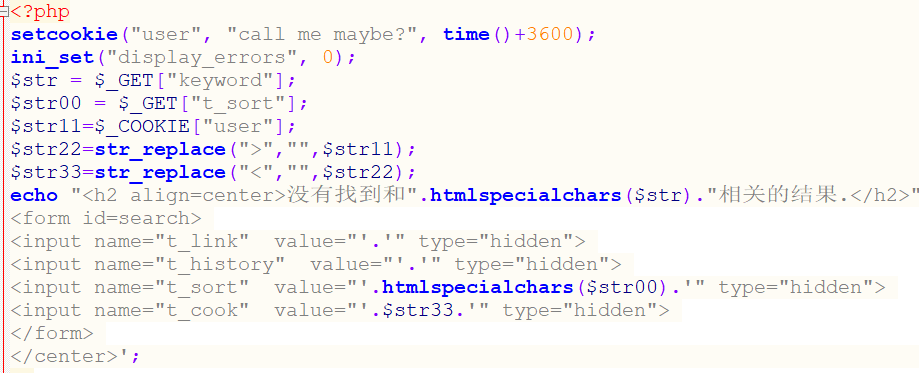 <?php
setcookie("user", "call me maybe?", time()+3600);
ini_set("display_errors", 0);
$str = $_GET["keyword"];
$str00 = $_GET["t_sort"];
$str11=$_COOKIE["user"];
$str22=str_replace(">","",$str11);
$str33=str_replace("<","",$str22);
echo "<h2 align=center>没有找到和".htmlspecialchars($str)."相关的结果.</h2>"
<form id=search>
<input name="t_link"  value="'.'" type="hidden">
<input name="t_history"  value="'.'" type="hidden">
<input name="t_sort"  value="'.htmlspecialchars($str00).'" type="hidden">
<input name="t_cook"  value="'.$str33.'" type="hidden">
</form>
</center>';